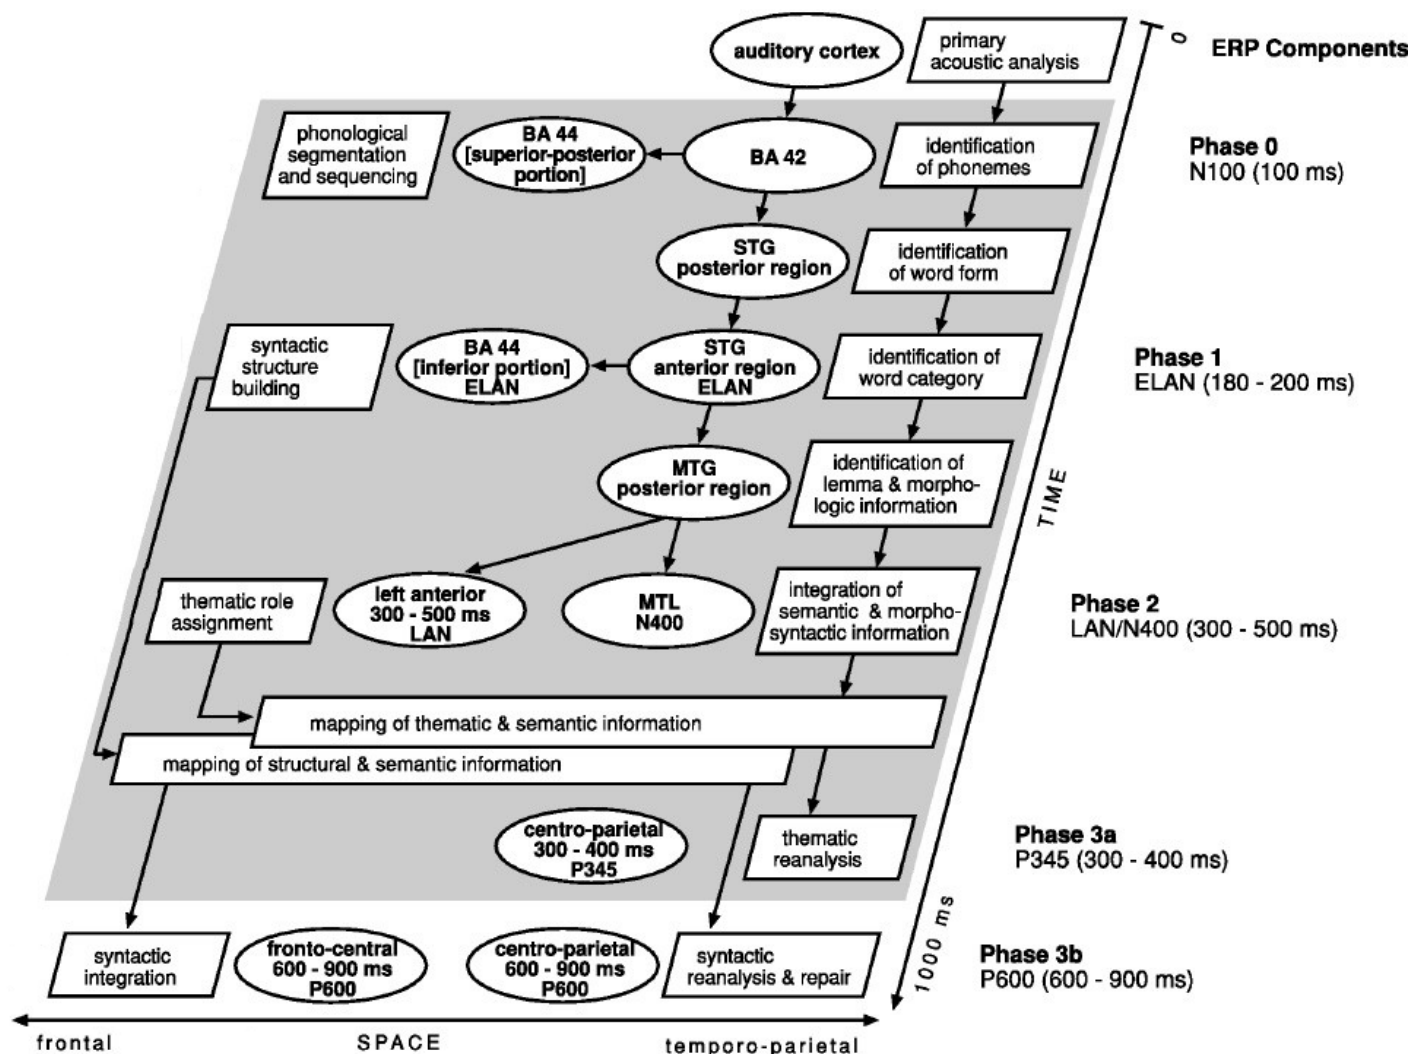 auditory cortex
primary
acoustic analysis
0
ERP Components
phonological
segmentation
and sequencing
BA 44
[superior-posterior
portion]
BA 42
identification
of phonemes
Phase 0
N100 (100 ms)
STG
posterior region
identification
of word form
syntactic
structure
building
BA 44
[inferior portion]
ELAN
STG
anterior region
ELAN
identification of
word category
Phase 1
ELAN (180 - 200 ms)
MTG
posterior region
identification of
lemma & morpho-
logic information
TIME
thematic role
assignment
left anterior
300 - 500 ms
LAN
MTL
N400
integration of
semantic & morpho-
syntactic information
Phase 2
LAN/N400 (300 - 500 ms)
mapping of thematic & semantic information
mapping of structural & semantic information
centro-parietal
300 - 400 ms
P345
thematic
reanalysis
Phase 3a
P345 (300 - 400 ms)
syntactic
integration
fronto-central
600 - 900 ms
P600
centro-parietal
600 - 900 ms
P600
syntactic
reanalysis & repair
1000 ms
Phase 3b
P600 (600 - 900 ms)
frontal
SPACE
temporo-parietal